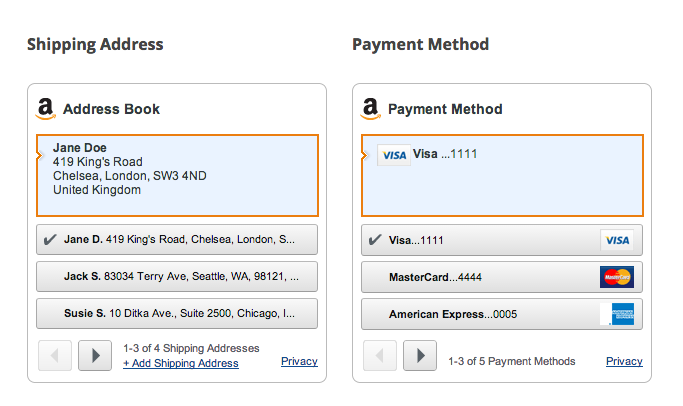 Shipping Address
Payment Method
Address Book
Jane Doe
419 King's Road
Chelsea, London, SW3 4ND
United Kingdom
Jane D. 419 King's Road, Chelsea, London, S...
Jack S. 83034 Terry Ave, Seattle, WA, 98121, ...
Susie S. 10 Ditka Ave., Suite 2500, Chicago, I...
1-3 of 4 Shipping Addresses
+ Add Shipping Address
Privacy
Payment Method
VISA Visa ...1111
Visa...1111 VISA
MasterCard...4444 MasterCard
American Express...0005
1-3 of 5 Payment Methods
Privacy